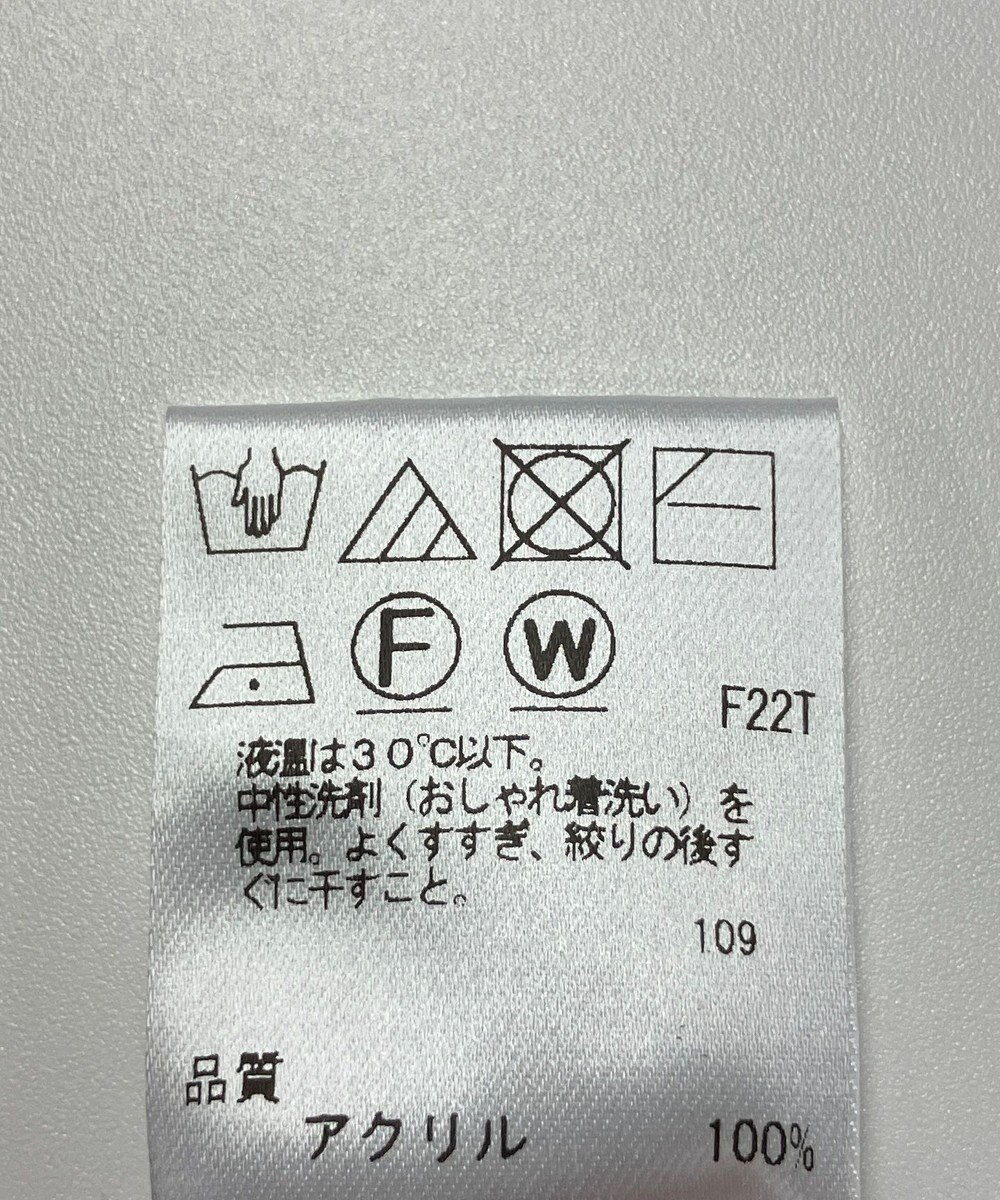 F
W
F22T
液温は30℃以下。
中性洗剤(おしゃれ着洗い)を
使用。よくすすぎ、絞りの後す
ぐに干すこと。
109
品質
アクリル 100%